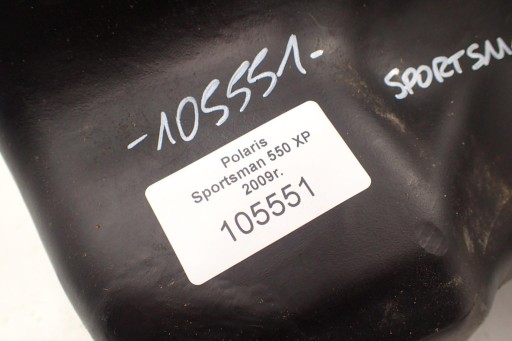 -105551-
SPORTSM
Polaris
Sportsman 550 XP
2009r.
105551